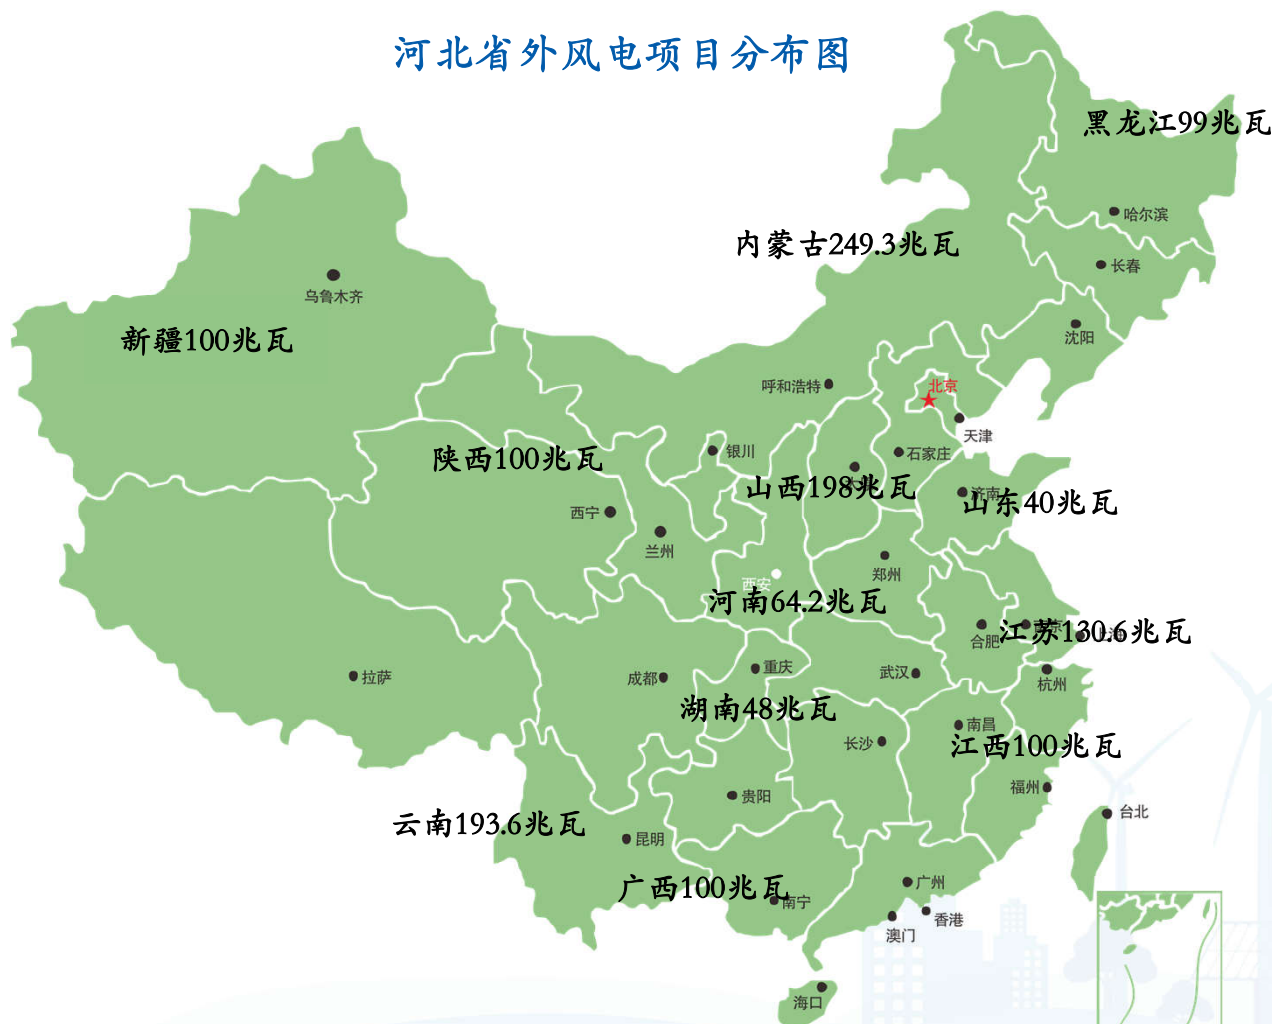 河北省外风电项目分布图
黑龙江99兆瓦
哈尔滨
内蒙古249.3兆瓦
长春
乌鲁木齐
新疆100兆瓦
沈阳
呼和浩特
北京
天津
陕西100兆瓦
银川
石家庄
山西198兆瓦
济南
山东40兆瓦
西宁
兰州
郑州
西安
河南64.2兆瓦
合肥
江苏130.6兆瓦
拉萨
成都
重庆
武汉
杭州
湖南48兆瓦
南昌
长沙
江西100兆瓦
福州
贵阳
台北
云南193.6兆瓦
昆明
广西100兆瓦
南宁
广州
香港
澳门
海口